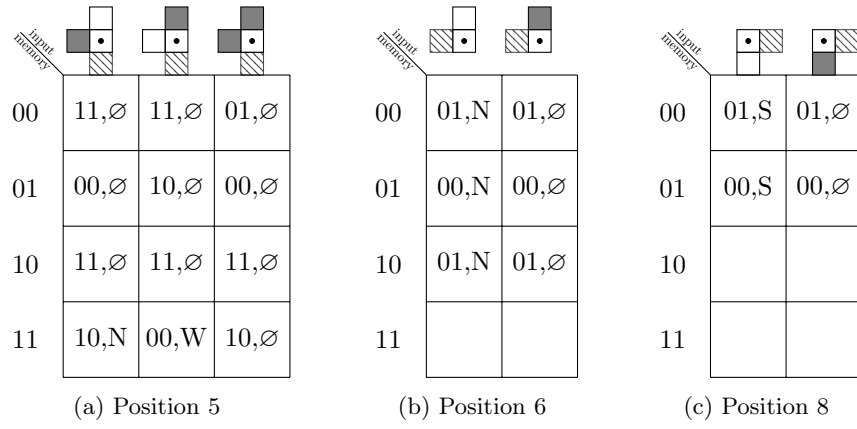 input
memory
input
memory
input
memory
00 11,∅ 11,∅ 01,∅
01 00,∅ 10,∅ 00,∅
10 11,∅ 11,∅ 11,∅
11 10,N 00,W 10,∅
(a) Position 5
00 01,N 01,∅
01 00,N 00,∅
10 01,N 01,∅
11
(b) Position 6
00 01,S 01,∅
01 00,S 00,∅
10
11
(c) Position 8